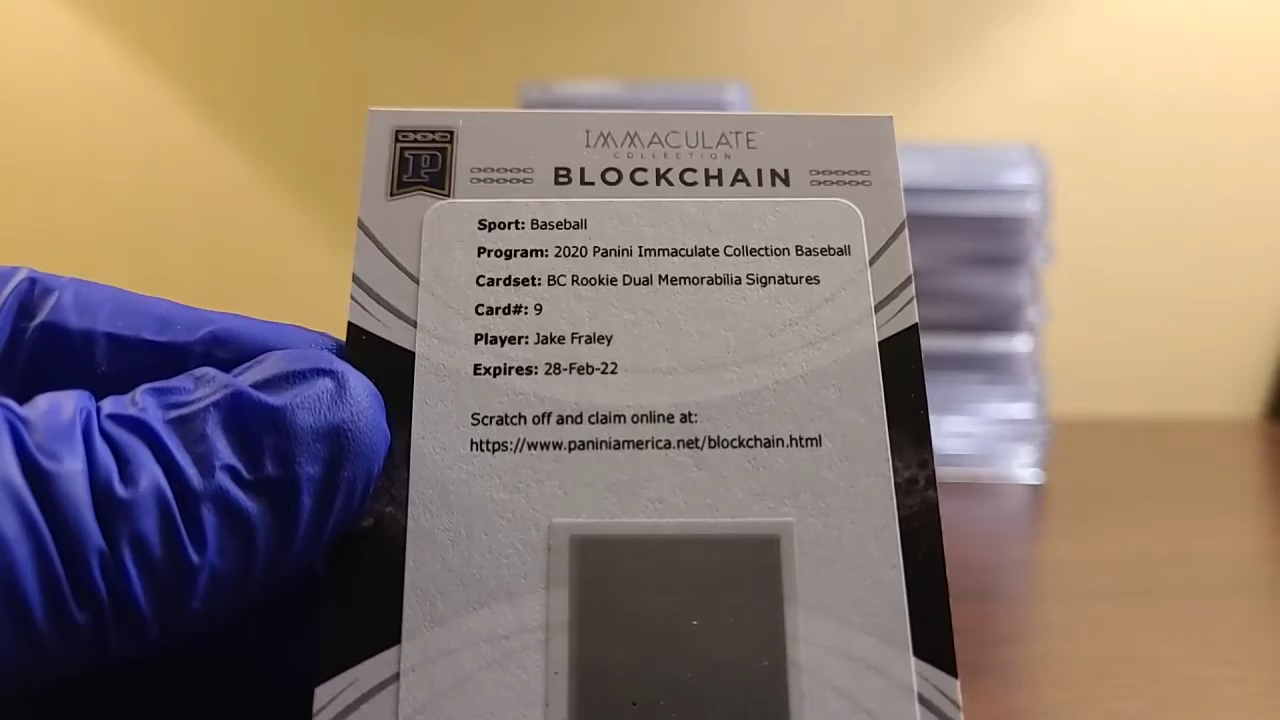 IMMACULATE
COLLECTION
P
BLOCKCHAIN
Sport: Baseball
Program: 2020 Panini Immaculate Collection Baseball
Cardset: BC Rookie Dual Memorabilia Signatures
Card#: 9
Player: Jake Fraley
Expires: 28-Feb-22
Scratch off and claim online at:
https://www.paniniamerica.net/blockchain.html